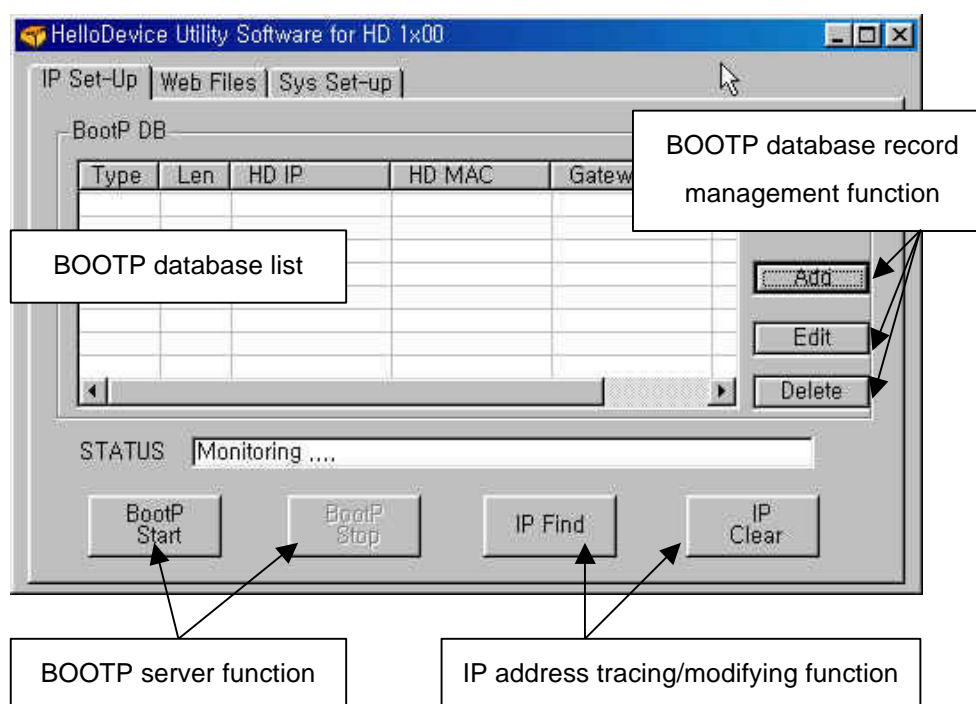 HelloDevice Utility Software for HD 1x00
IP Set-Up Web Files Sys Set-up
BootP DB
BOOTP database record
management function
Type Len HD IP HD MAC Gatew
BOOTP database list
Add
Edit
Delete
STATUS Monitoring ....
BootP
Start
BootP
Stop
IP Find
IP
Clear
BOOTP server function
IP address tracing/modifying function